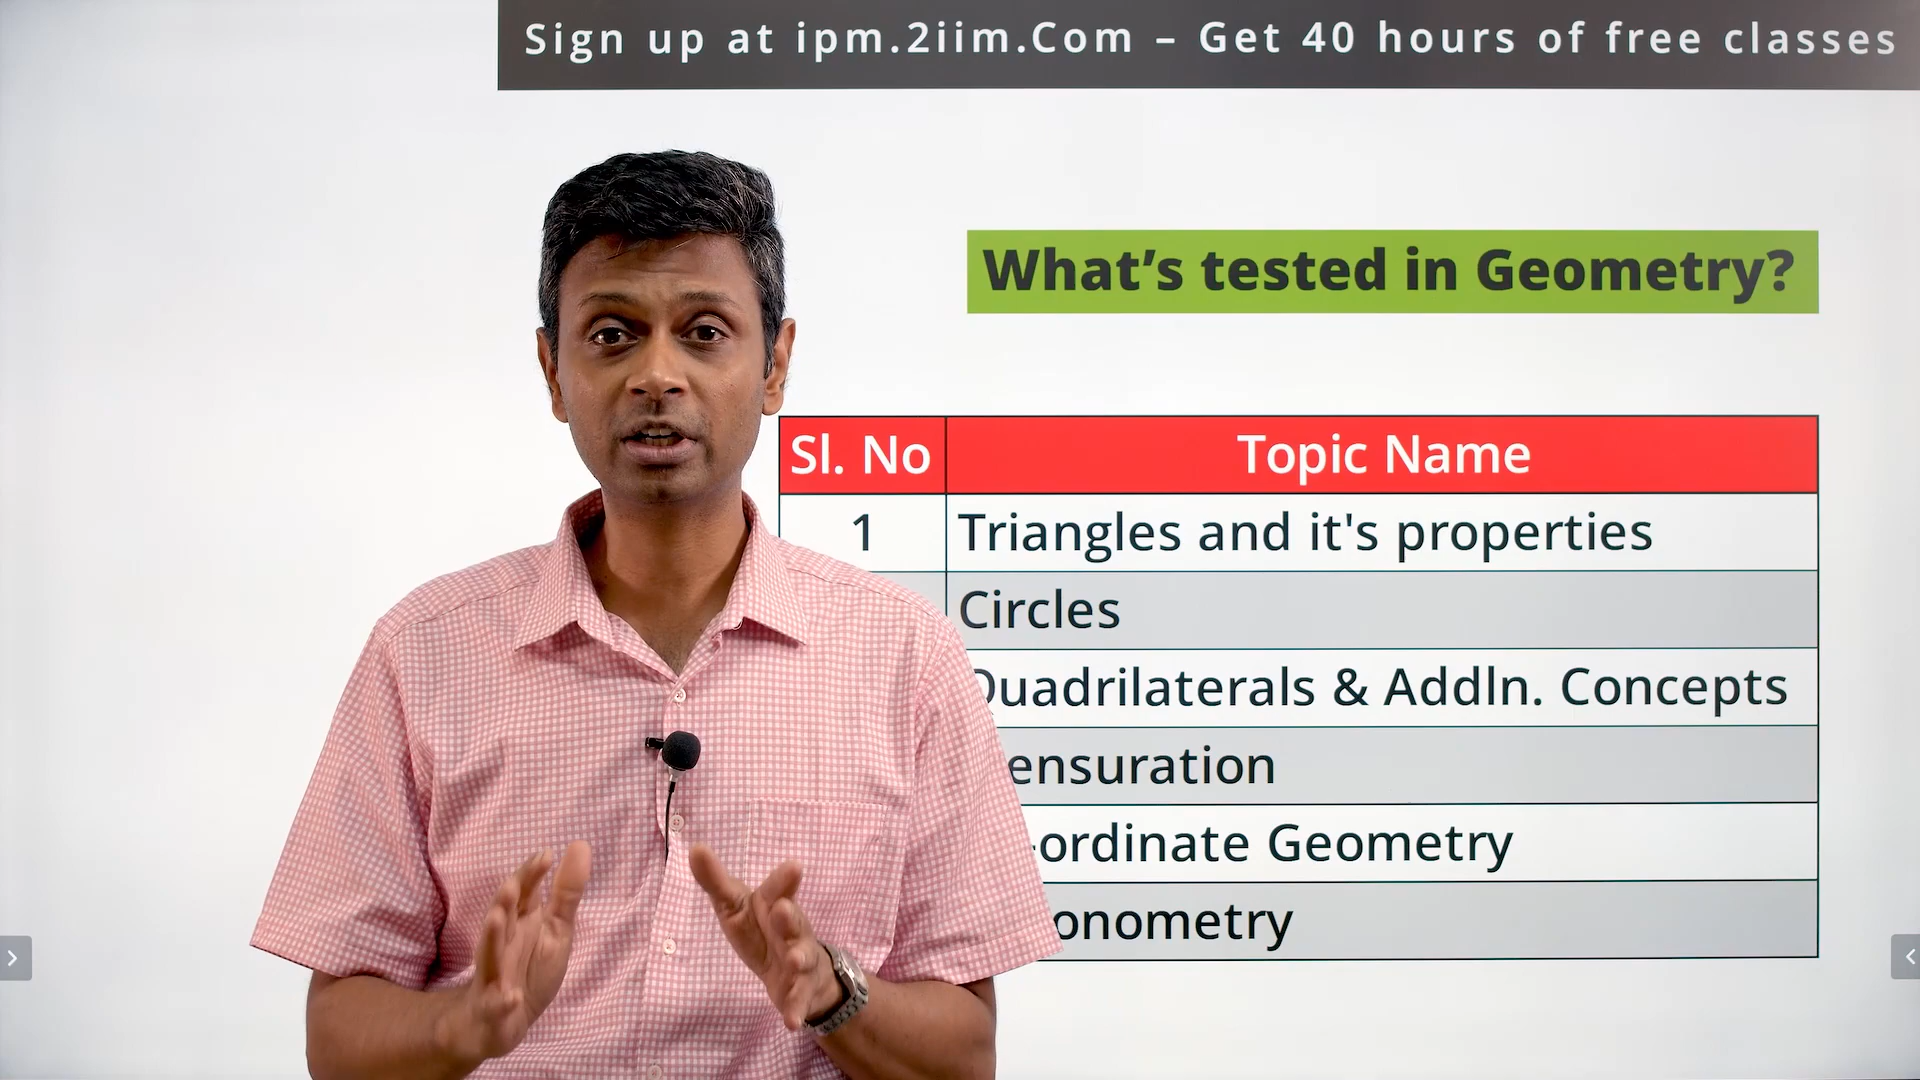 Sign up at ipm.2iim.Com – Get 40 hours of free classes
What's tested in Geometry?
Sl. No Topic Name
1 Triangles and it's properties
Circles
Quadrilaterals & Addln. Concepts
ensuration
-ordinate Geometry
onometry